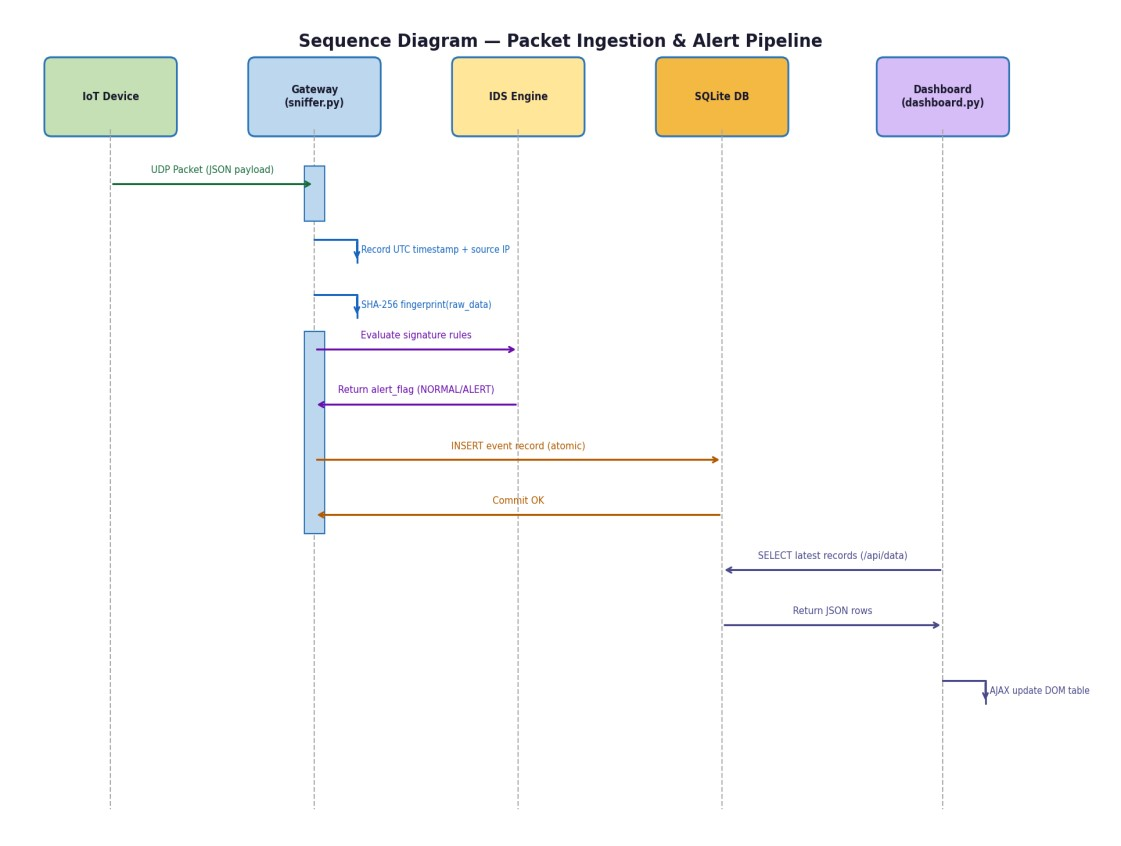 Sequence Diagram — Packet Ingestion & Alert Pipeline
IoT Device
Gateway
(sniffer.py)
IDS Engine
SQLite DB
Dashboard
(dashboard.py)
UDP Packet (JSON payload)
Record UTC timestamp + source IP
SHA-256 fingerprint(raw_data)
Evaluate signature rules
Return alert_flag (NORMAL/ALERT)
INSERT event record (atomic)
Commit OK
SELECT latest records (/api/data)
Return JSON rows
AJAX update DOM table